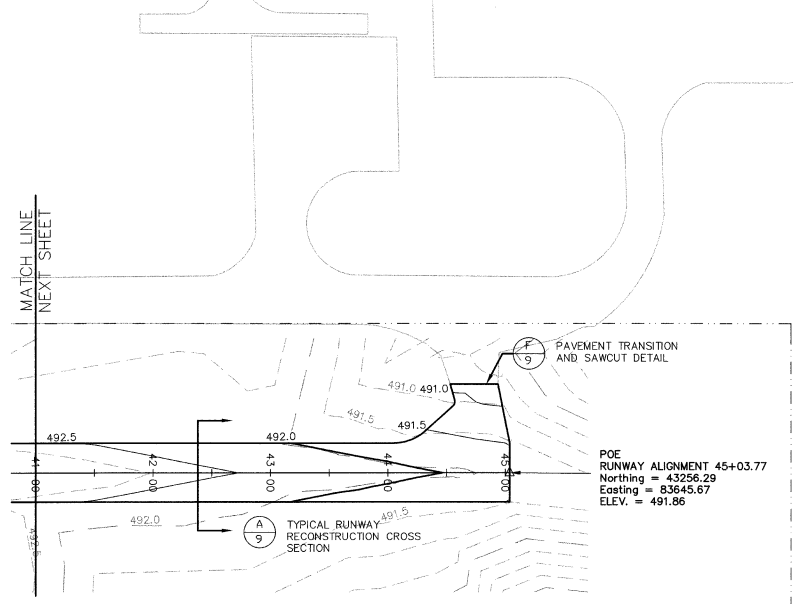 MATCH LINE
NEXT SHEET
F
9
PAVEMENT TRANSITION
AND SAWCUT DETAIL
491.0
491.0
491.5
491.5
492.5
492.0
41+00
42+00
43+00
44+00
45+00
POE
RUNWAY ALIGNMENT 45+03.77
Northing = 43256.29
Easting = 83645.67
ELEV. = 491.86
492.0
491.5
492.5
A
9
TYPICAL RUNWAY
RECONSTRUCTION CROSS
SECTION